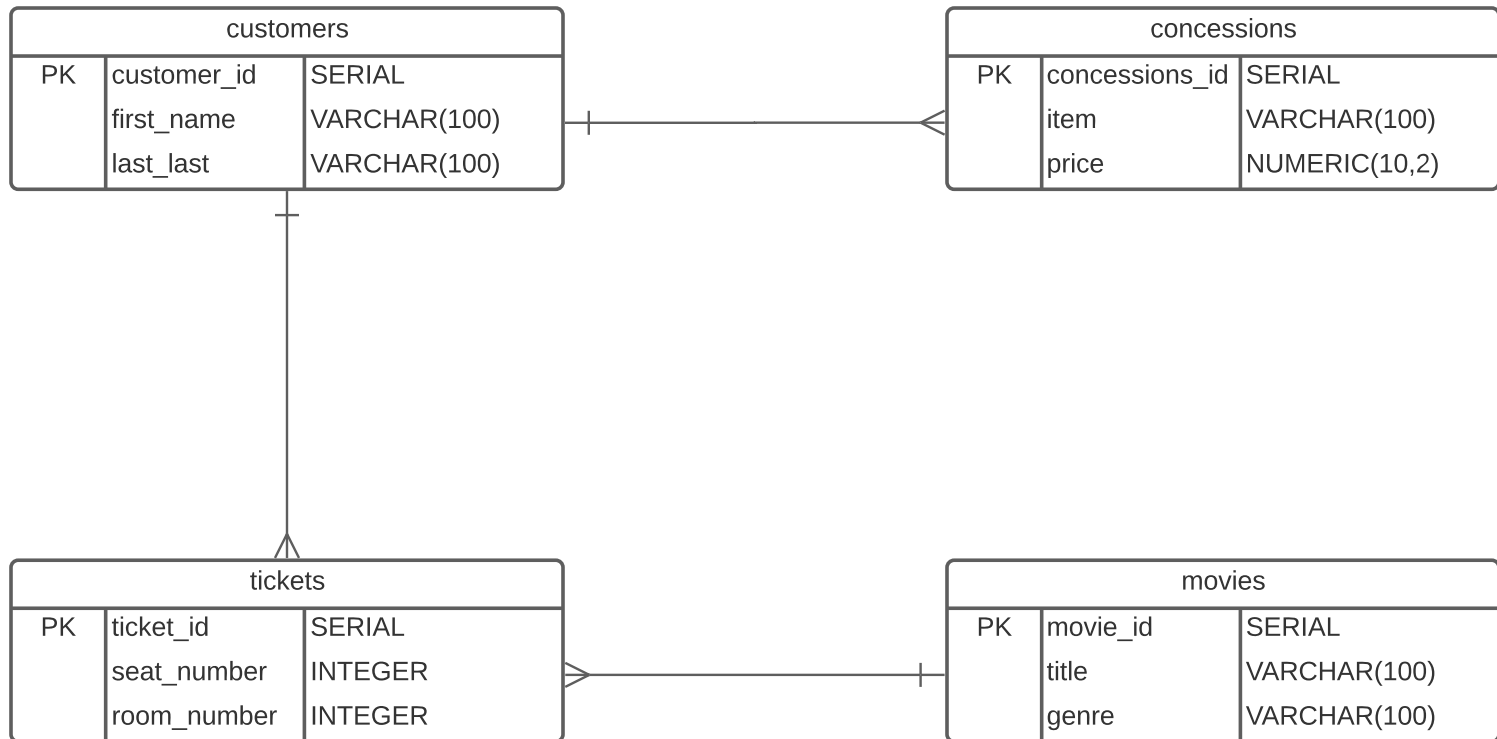 customers
PK customer_id SERIAL
first_name VARCHAR(100)
last_last VARCHAR(100)
concessions
PK concessions_id SERIAL
item VARCHAR(100)
price NUMERIC(10,2)
tickets
PK ticket_id SERIAL
seat_number INTEGER
room_number INTEGER
movies
PK movie_id SERIAL
title VARCHAR(100)
genre VARCHAR(100)